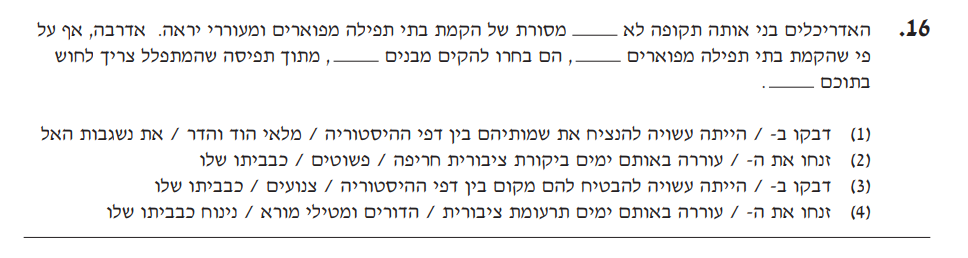 16. האדריכלים בני אותה תקופה לא _____ מסורת של הקמת בתי תפילה מפוארים ומעוררי יראה. אדרבה, אף על
פי שהקמת בתי תפילה מפוארים _____, הם בחרו להקים מבנים _____, מתוך תפיסה שהמתפלל צריך לחוש
בתוכם _____.
(1) דבקו ב- / הייתה עשויה להנציח את שמותיהם בין דפי ההיסטוריה / מלאי הוד והדר / את נשגבות האל
(2) זנחו את ה- / עוררה באותם ימים ביקורת ציבורית חריפה / פשוטים / כבביתו שלו
(3) דבקו ב- / הייתה עשויה להבטיח להם מקום בין דפי ההיסטוריה / צנועים / כבביתו שלו
(4) זנחו את ה- / עוררה באותם ימים תרעומת ציבורית / הדורים ומטילי מורא / נינוח כבביתו שלו